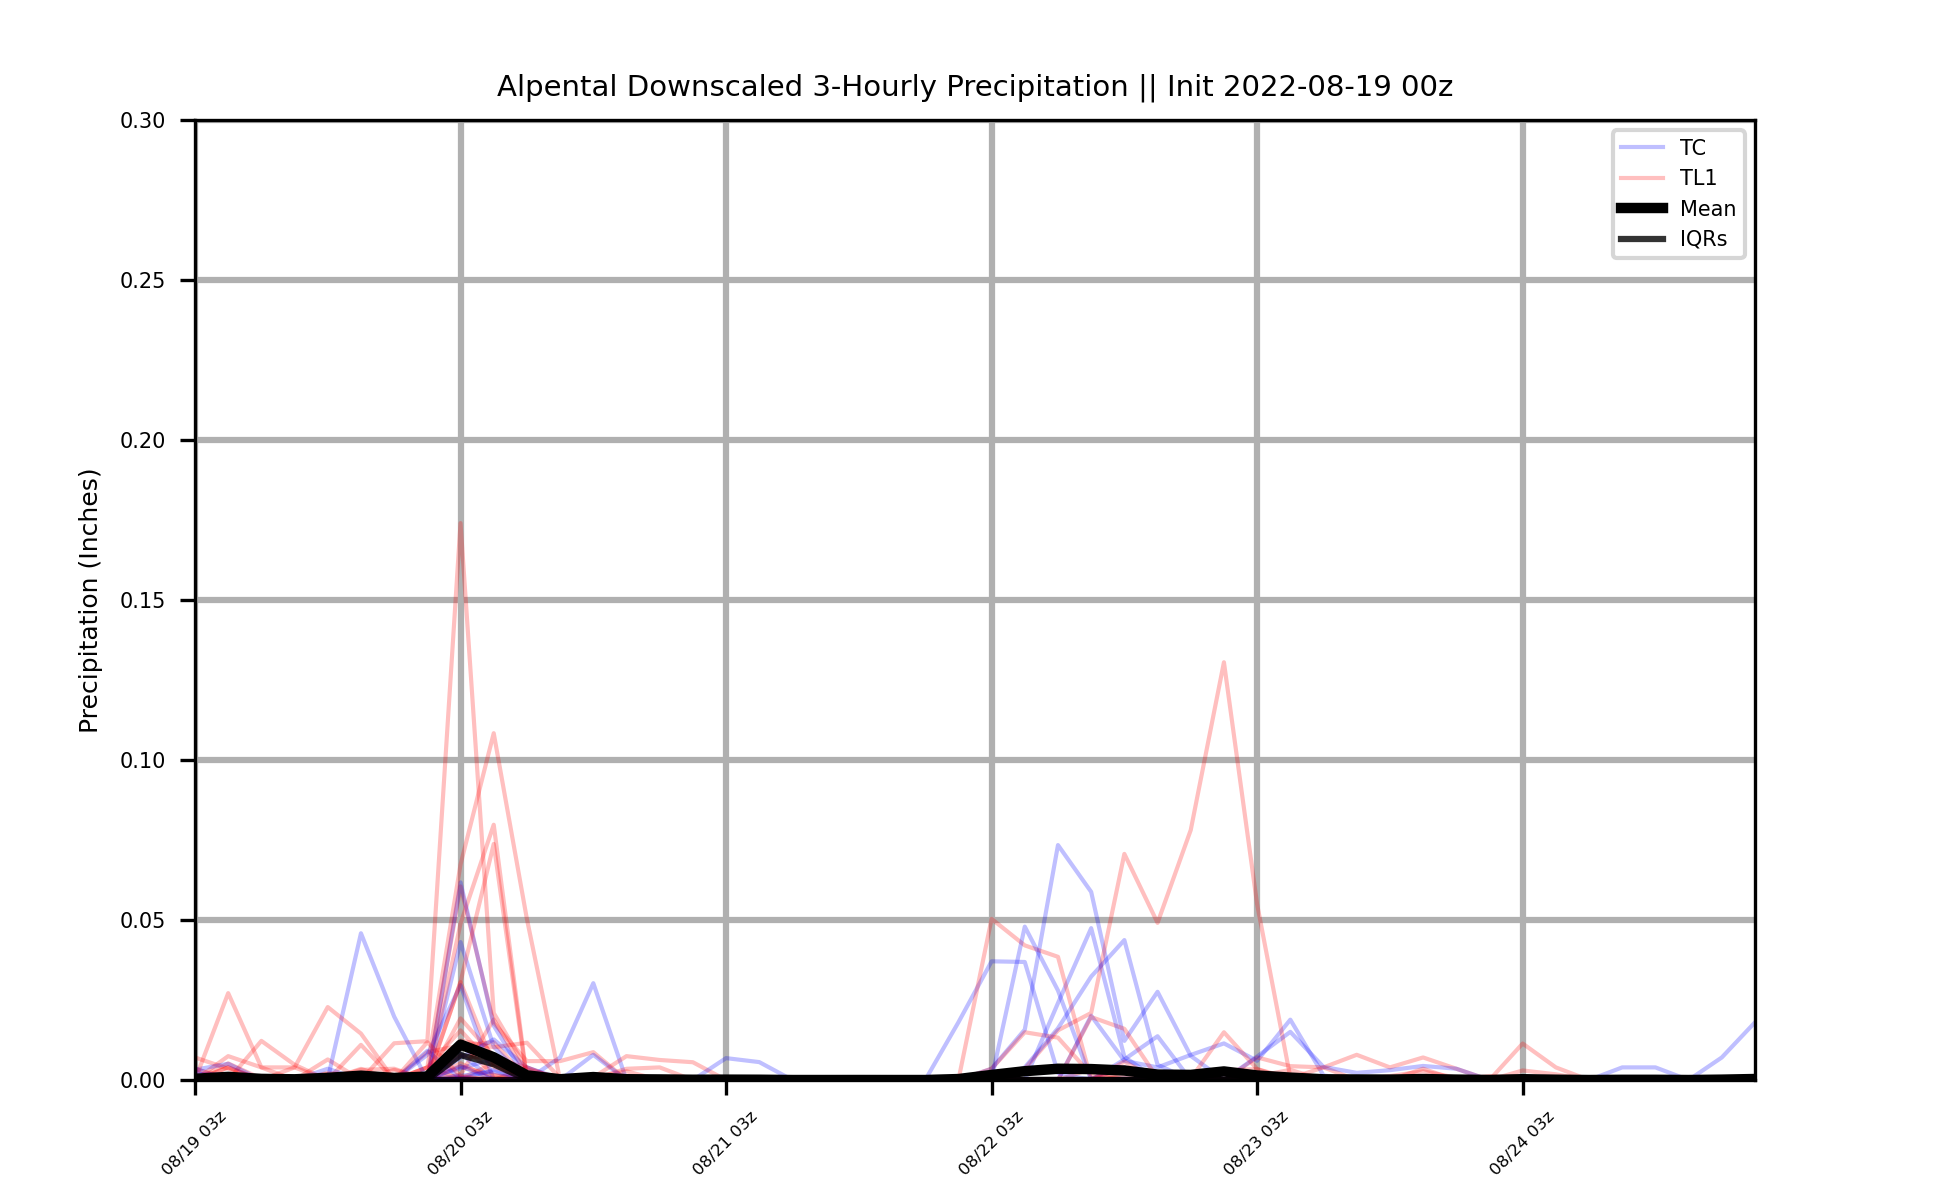 Alpental Downscaled 3-Hourly Precipitation || Init 2022-08-19 00z
TC
TL1
Mean
IQRs
Precipitation (Inches)
0.30
0.25
0.20
0.15
0.10
0.05
0.00
08/19 03z
08/20 03z
08/21 03z
08/22 03z
08/23 03z
08/24 03z